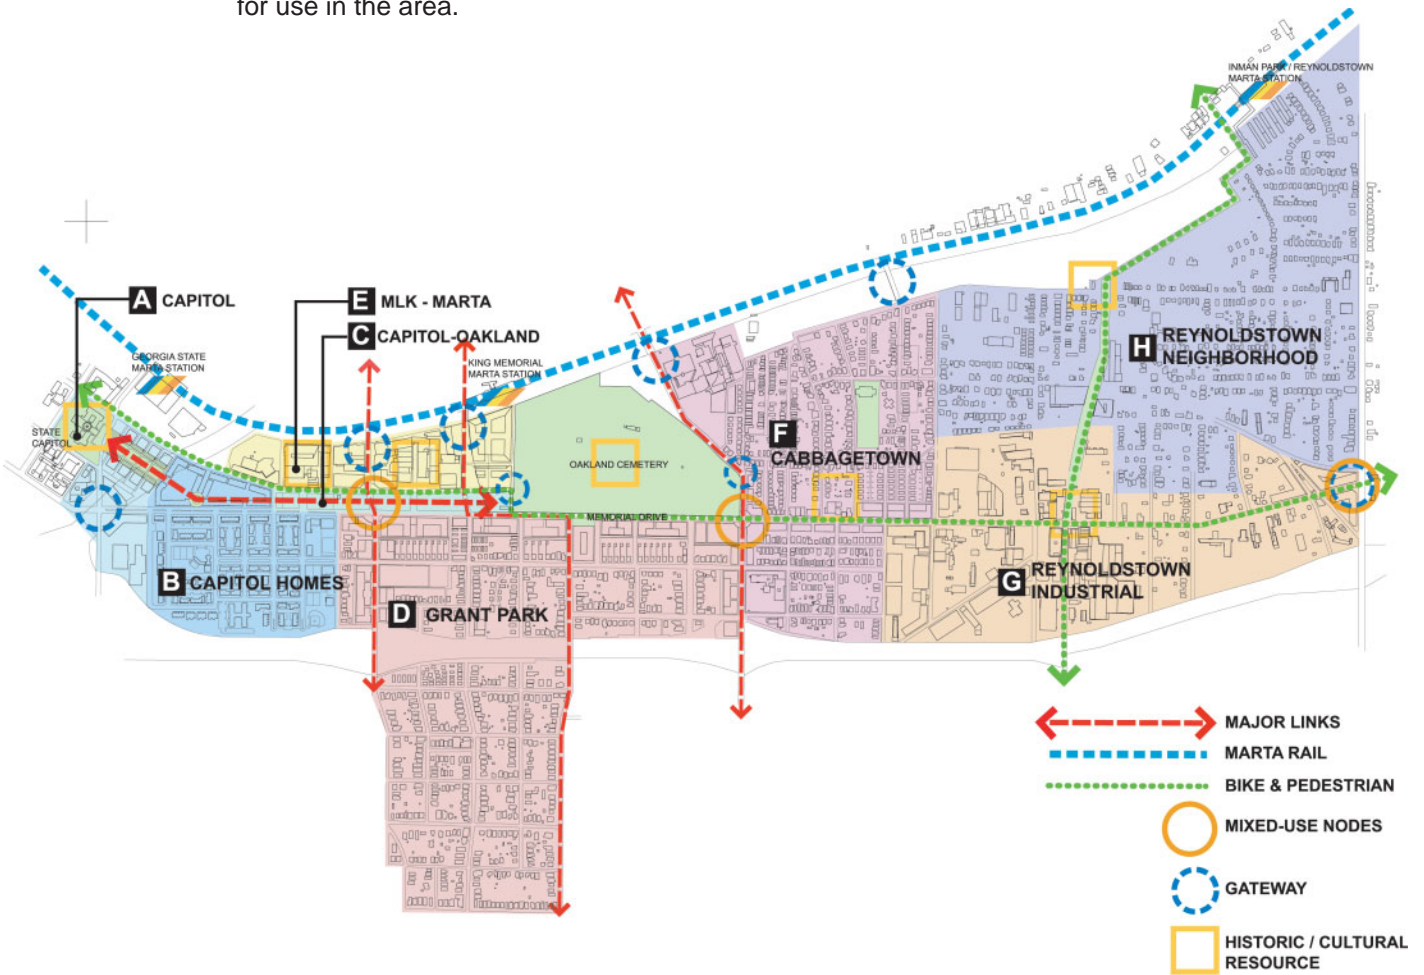 for use in the area.
INMAN PARK / REYNOLDSTOWN
MARTA STATION
A CAPITOL
E MLK - MARTA
C CAPITOL-OAKLAND
H REYNOLDSTOWN
NEIGHBORHOOD
GEORGIA STATE
MARTA STATION
KING MEMORIAL
MARTA STATION
STATE
CAPITOL
F
CABBAGETOWN
OAKLAND CEMETERY
MEMORIAL DRIVE
B CAPITOL HOMES
G REYNOLDSTOWN
INDUSTRIAL
D GRANT PARK
MAJOR LINKS
MARTA RAIL
BIKE & PEDESTRIAN
MIXED-USE NODES
GATEWAY
HISTORIC / CULTURAL
RESOURCE